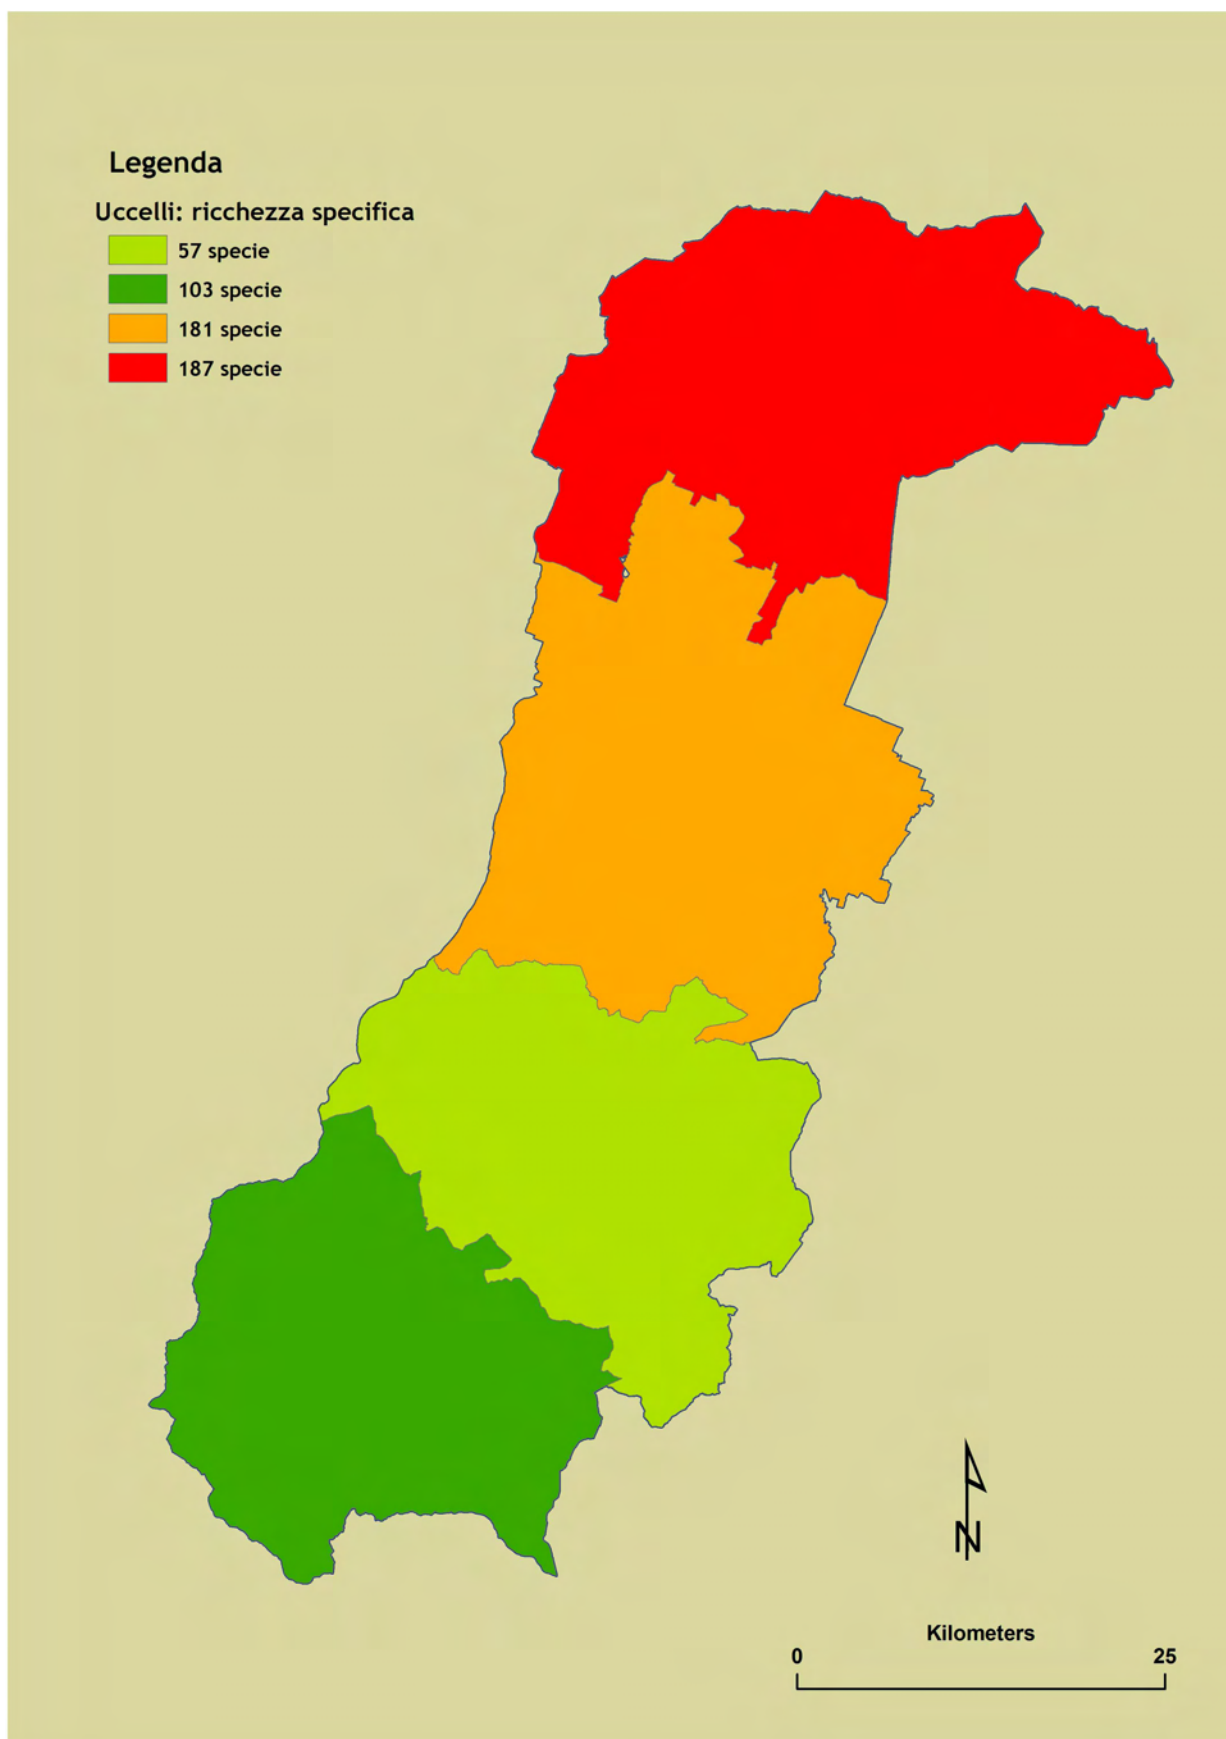 Legenda
Uccelli: ricchezza specifica
57 specie
103 specie
181 specie
187 specie
N
Kilometers
0 25